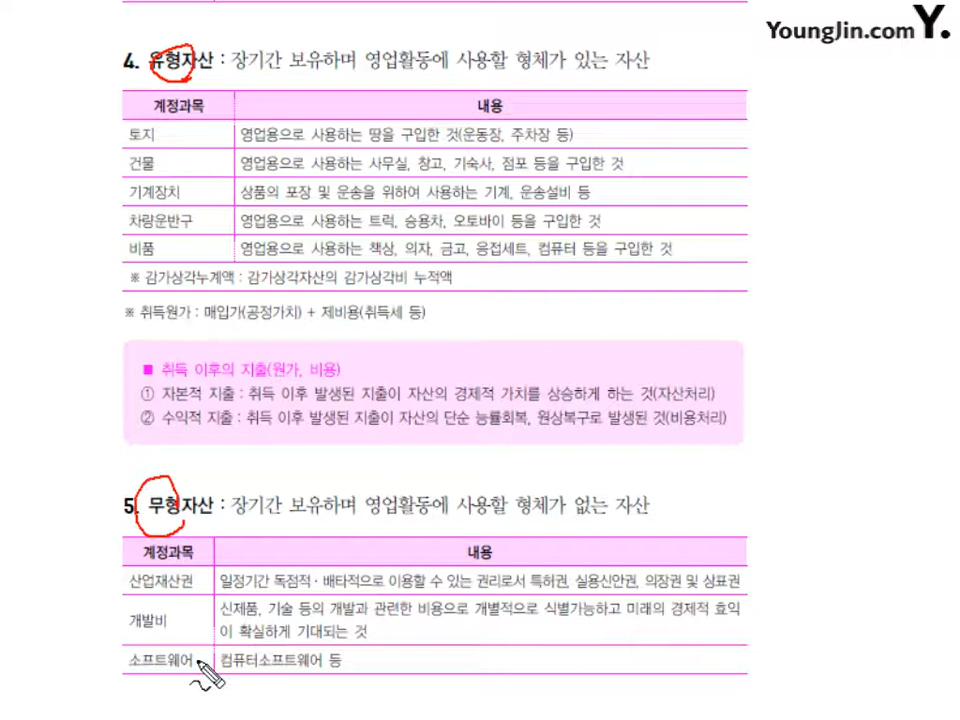 YoungJin.com Y.
4. 유형자산 : 장기간 보유하며 영업활동에 사용할 형체가 있는 자산
계정과목 내용
토지 영업용으로 사용하는 땅을 구입한 것(운동장, 주차장 등)
건물 영업용으로 사용하는 사무실, 창고, 기숙사, 점포 등을 구입한 것
기계장치 상품의 포장 및 운송을 위하여 사용하는 기계, 운송설비 등
차량운반구 영업용으로 사용하는 트럭, 승용차, 오토바이 등을 구입한 것
비품 영업용으로 사용하는 책상, 의자, 금고, 응접세트, 컴퓨터 등을 구입한 것
※ 감가상각누계액 : 감가상각자산의 감가상각비 누적액
※ 취득원가 : 매입가(공정가치) + 제비용(취득세 등)
■ 취득 이후의 지출(원가, 비용)
① 자본적 지출 : 취득 이후 발생된 지출이 자산의 경제적 가치를 상승하게 하는 것(자산처리)
② 수익적 지출 : 취득 이후 발생된 지출이 자산의 단순 능률회복, 원상복구로 발생된 것(비용처리)
5. 무형자산 : 장기간 보유하며 영업활동에 사용할 형체가 없는 자산
계정과목 내용
산업재산권 일정기간 독점적·배타적으로 이용할 수 있는 권리로서 특허권, 실용신안권, 의장권 및 상표권
개발비 신제품, 기술 등의 개발과 관련한 비용으로 개별적으로 식별가능하고 미래의 경제적 효익
이 확실하게 기대되는 것
소프트웨어 컴퓨터소프트웨어 등